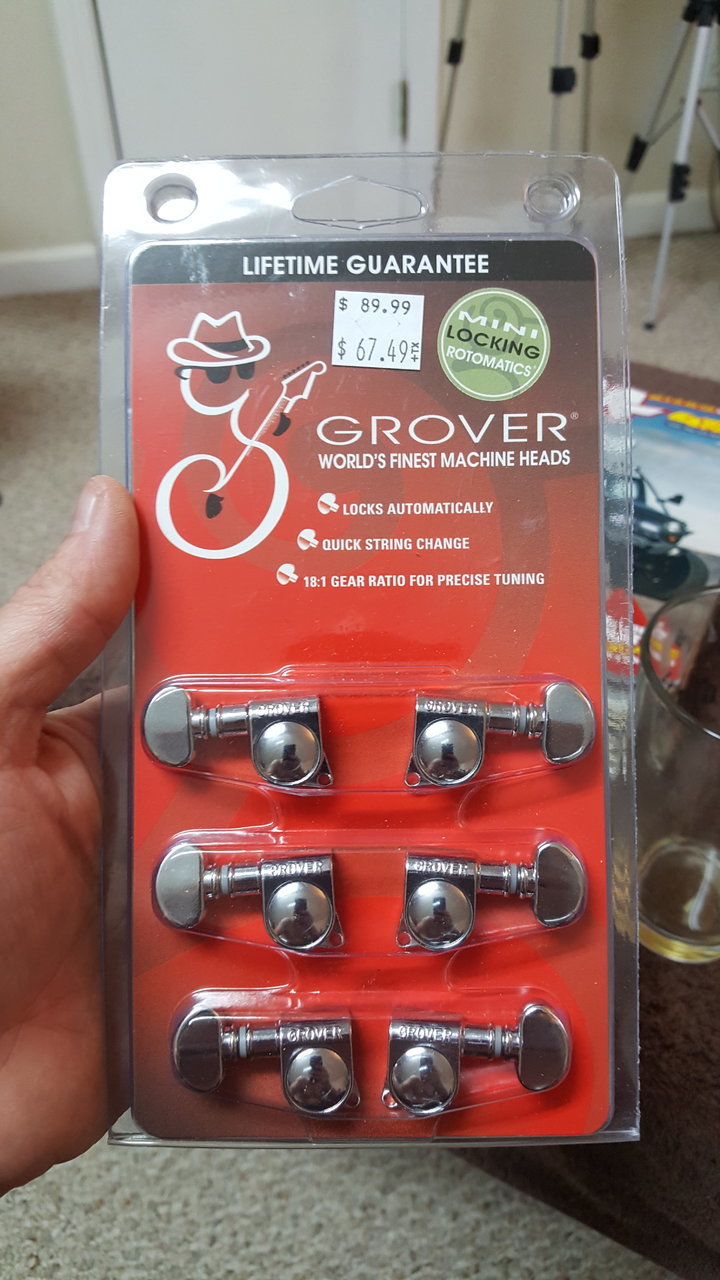 LIFETIME GUARANTEE
$ 89.99
$ 67.49 +TX
MINI
LOCKING
ROTOMATICS®
GROVER®
WORLD'S FINEST MACHINE HEADS
LOCKS AUTOMATICALLY
QUICK STRING CHANGE
18:1 GEAR RATIO FOR PRECISE TUNING
GROVER GROVER
GROVER GROVER
GROVER GROVER